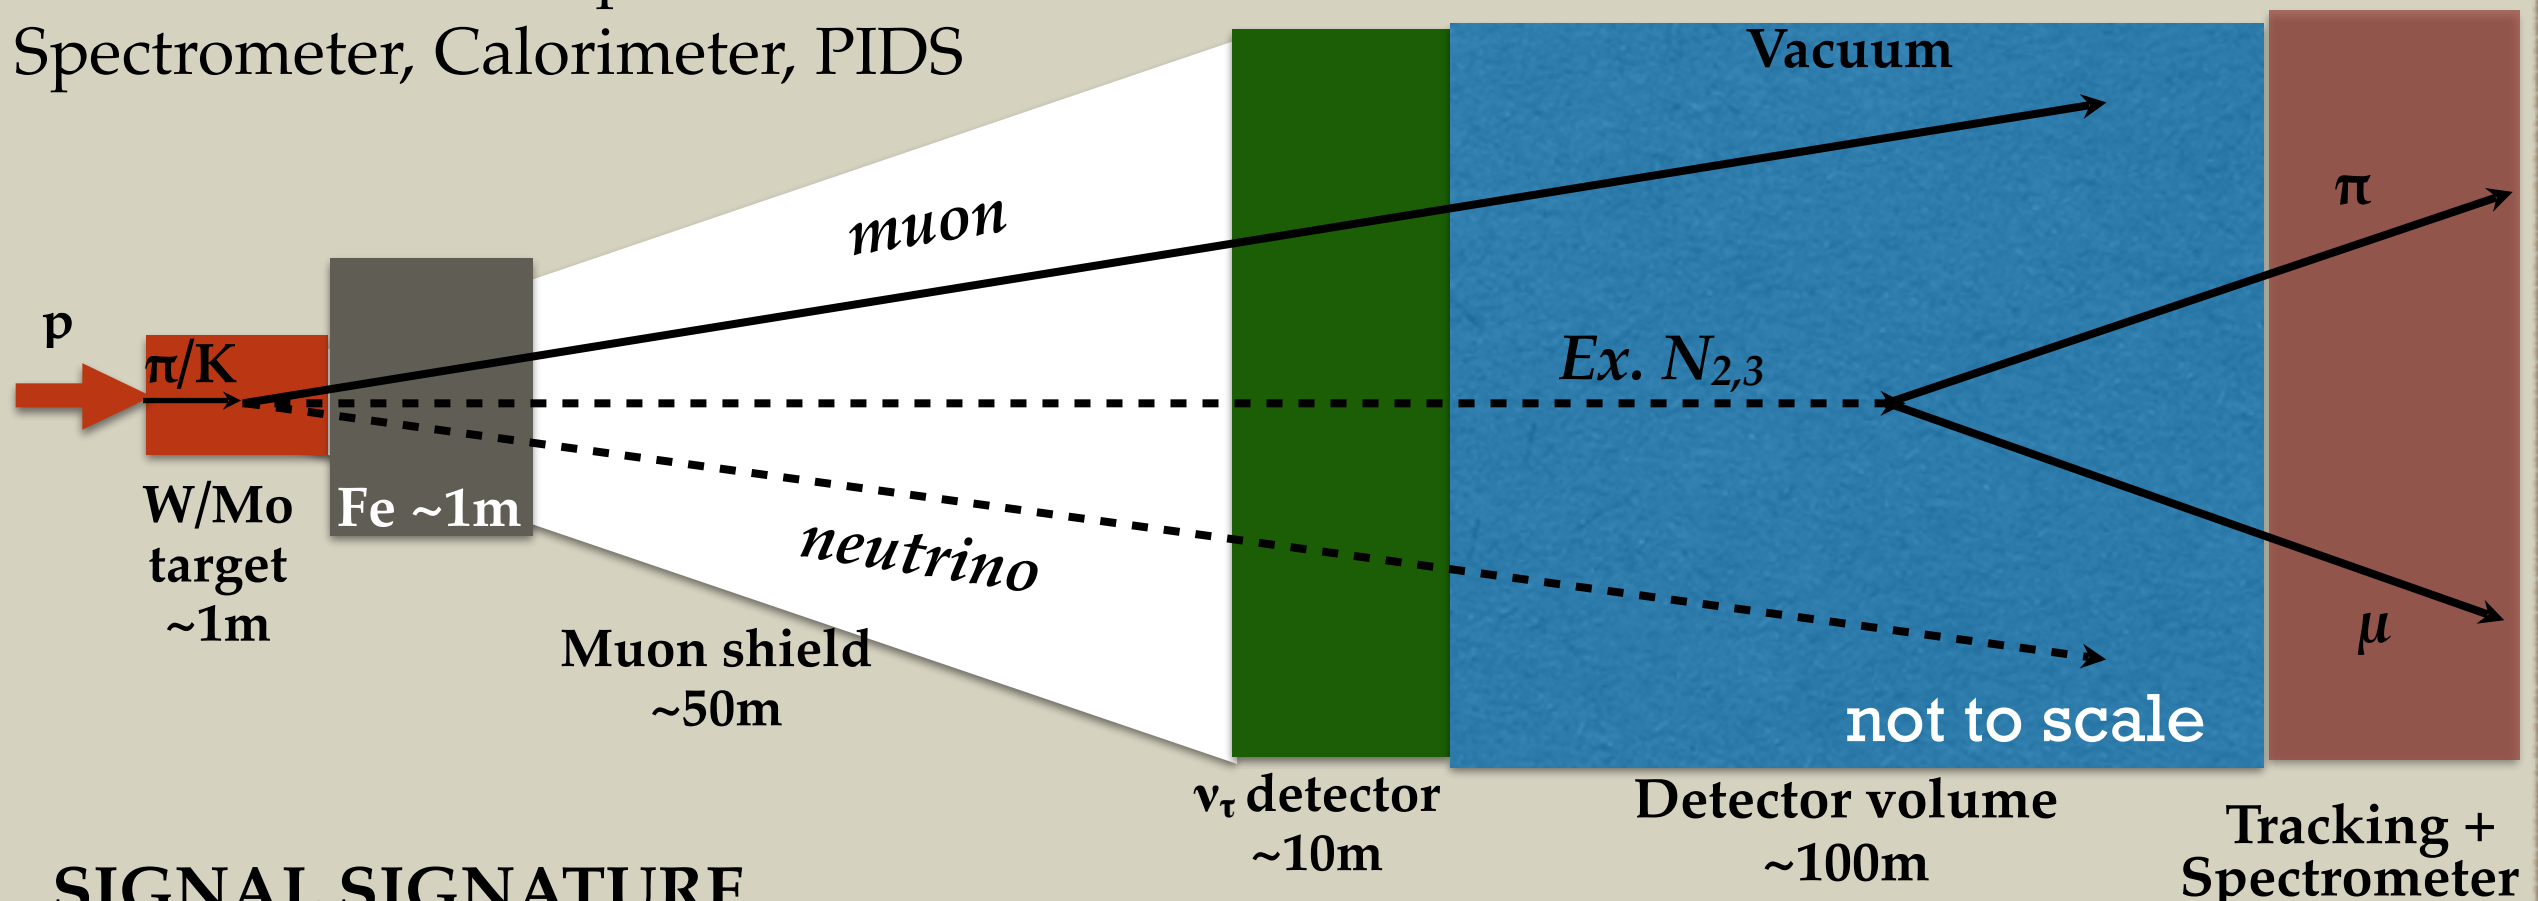 Spectrometer, Calorimeter, PIDS
Vacuum
π
muon
p
π/K
Ex. N2,3
Fe ~1m
W/Mo
target
~1m
neutrino
μ
Muon shield
~50m
not to scale
ντ detector
~10m
Detector volume
~100m
Tracking +
Spectrometer
SIGNAL SIGNATURE